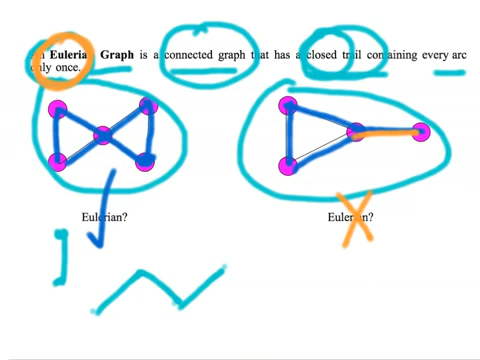 An Eulerian Graph is a connected graph that has a closed trail containing every arc
only once.
Eulerian? Eulerian?